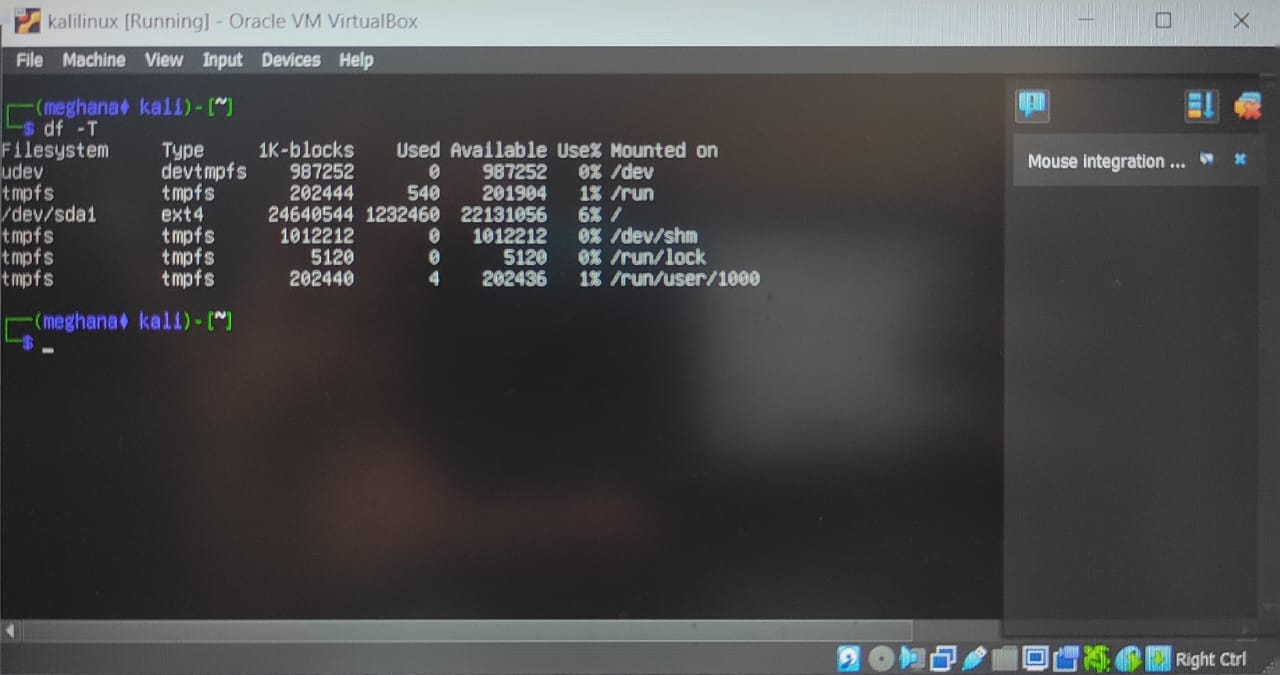 kalilinux [Running] - Oracle VM VirtualBox
File Machine View Input Devices Help
┌──(meghana♦ kali)-[~]
└─$ df -T
Filesystem     Type     1K-blocks    Used Available Use% Mounted on
udev           devtmpfs    987252       0    987252   0% /dev
tmpfs          tmpfs       202444     540    201904   1% /run
/dev/sda1      ext4      24640544 1232460  22131056   6% /
tmpfs          tmpfs      1012212       0   1012212   0% /dev/shm
tmpfs          tmpfs         5120       0      5120   0% /run/lock
tmpfs          tmpfs       202440       4    202436   1% /run/user/1000
┌──(meghana♦ kali)-[~]
└─$ _
Mouse integration ...
Right Ctrl